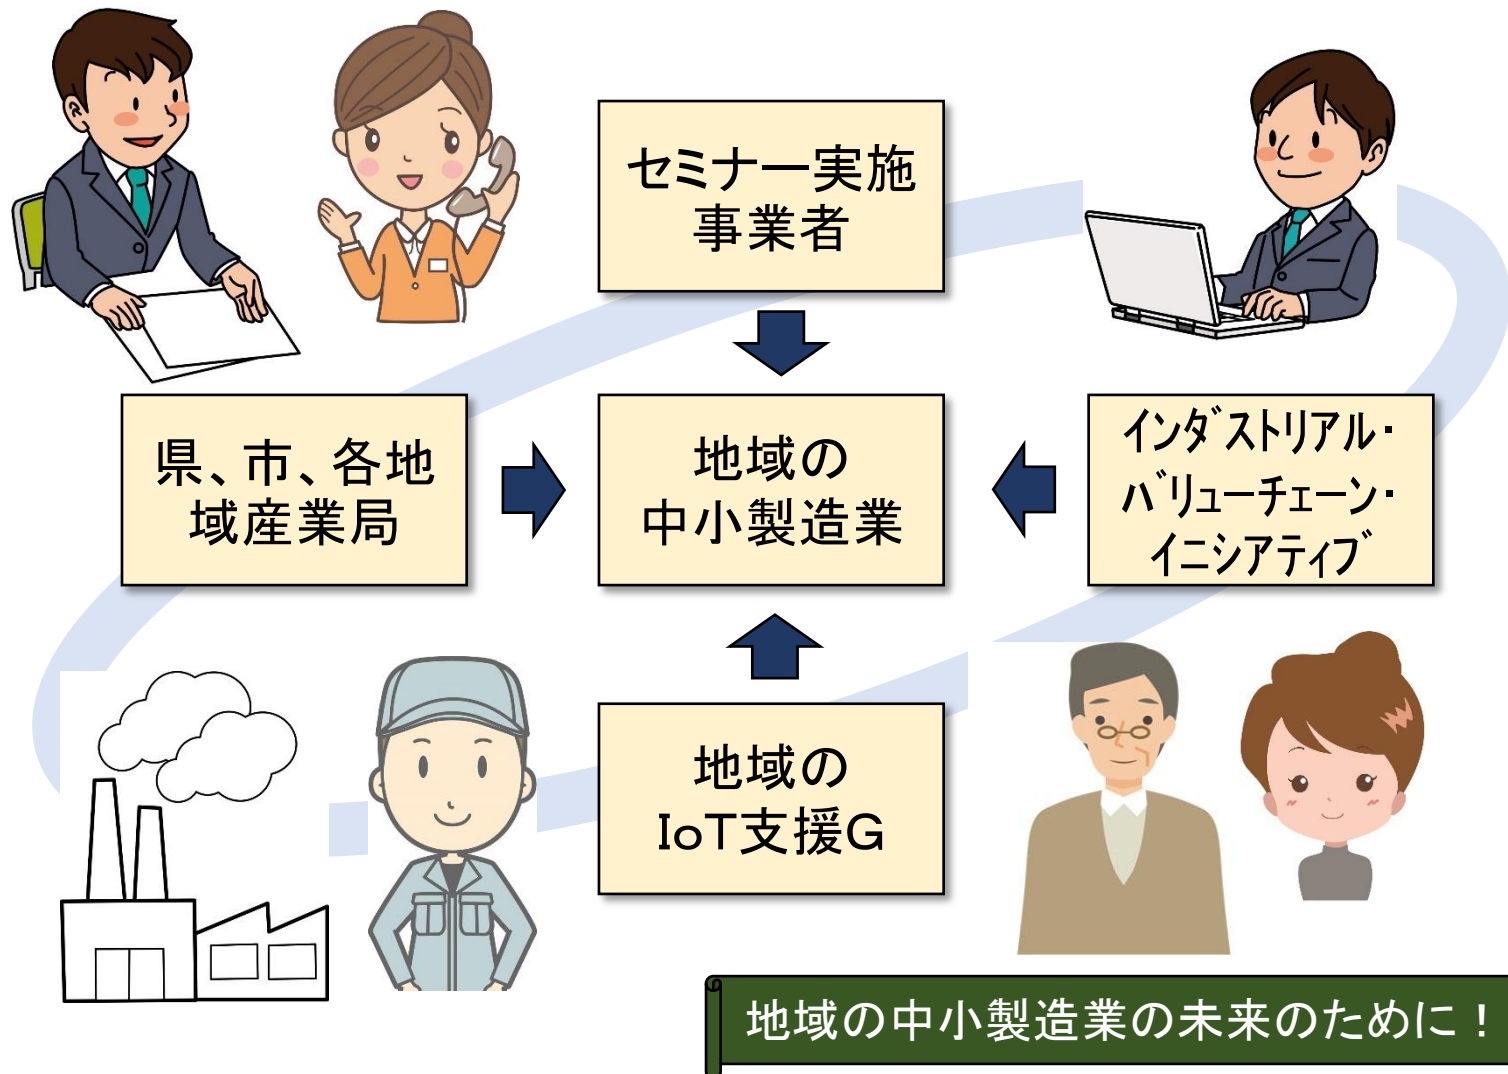 セミナー実施
事業者
県、市、各地
域産業局
地域の
中小製造業
インダストリアル・
バリューチェーン・
イニシアティブ
地域の
IoT支援G
地域の中小製造業の未来のために！